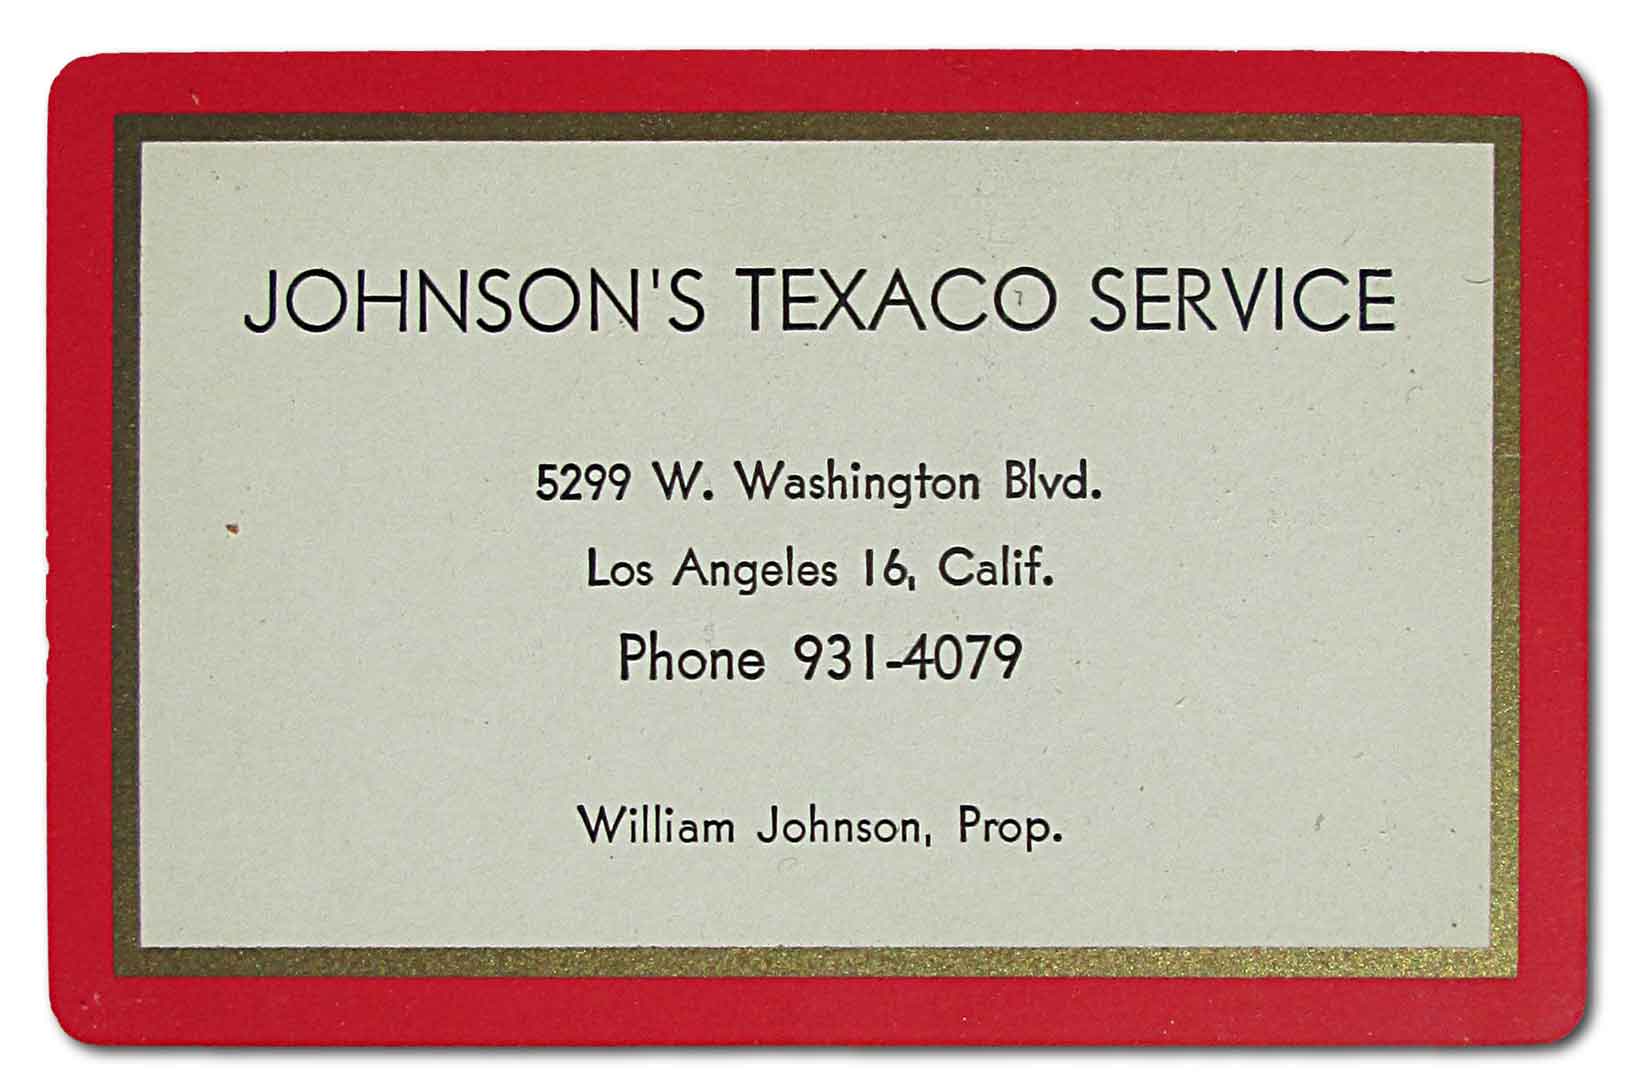 JOHNSON'S TEXACO SERVICE
5299 W. Washington Blvd.
Los Angeles 16, Calif.
Phone 931-4079
William Johnson, Prop.